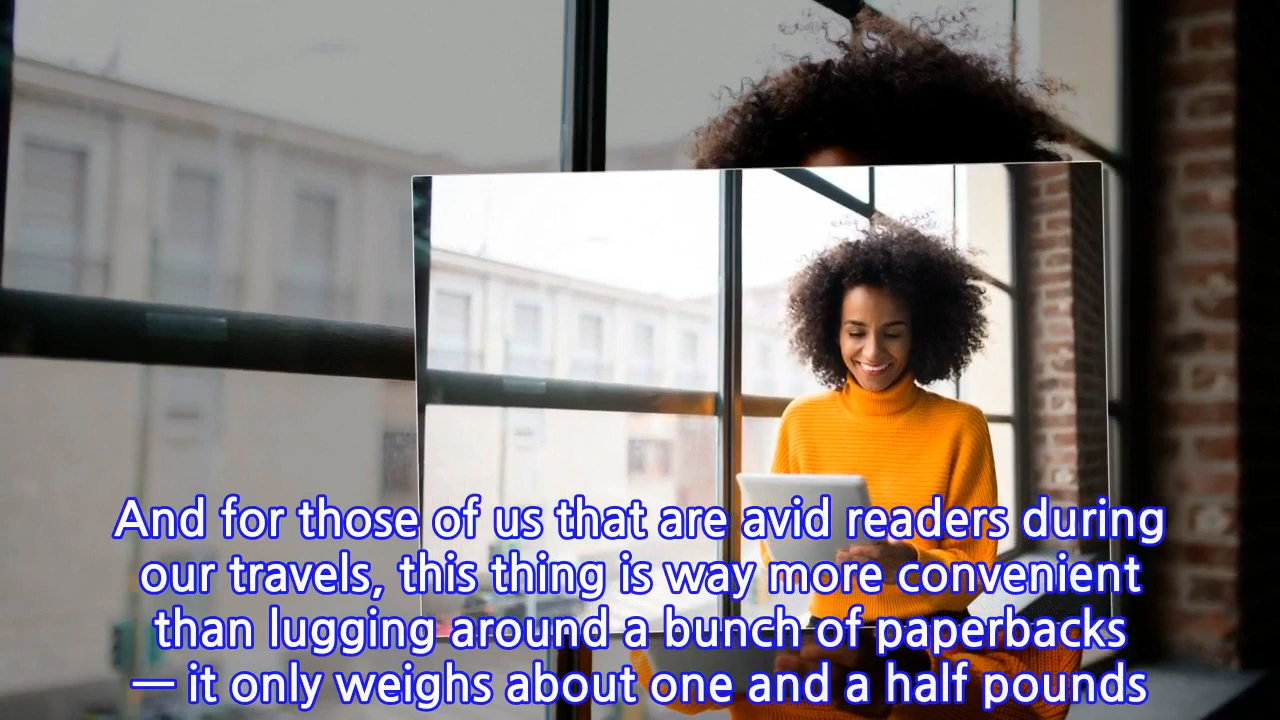 And for those of us that are avid readers during
our travels, this thing is way more convenient
than lugging around a bunch of paperbacks
— it only weighs about one and a half pounds